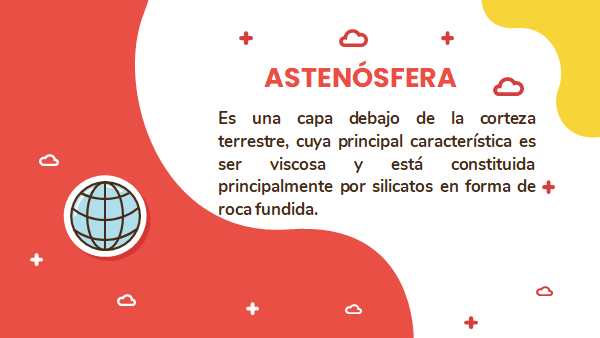 ASTENÓSFERA
Es una capa debajo de la corteza
terrestre, cuya principal característica es
ser viscosa y está constituida
principalmente por silicatos en forma de
roca fundida.